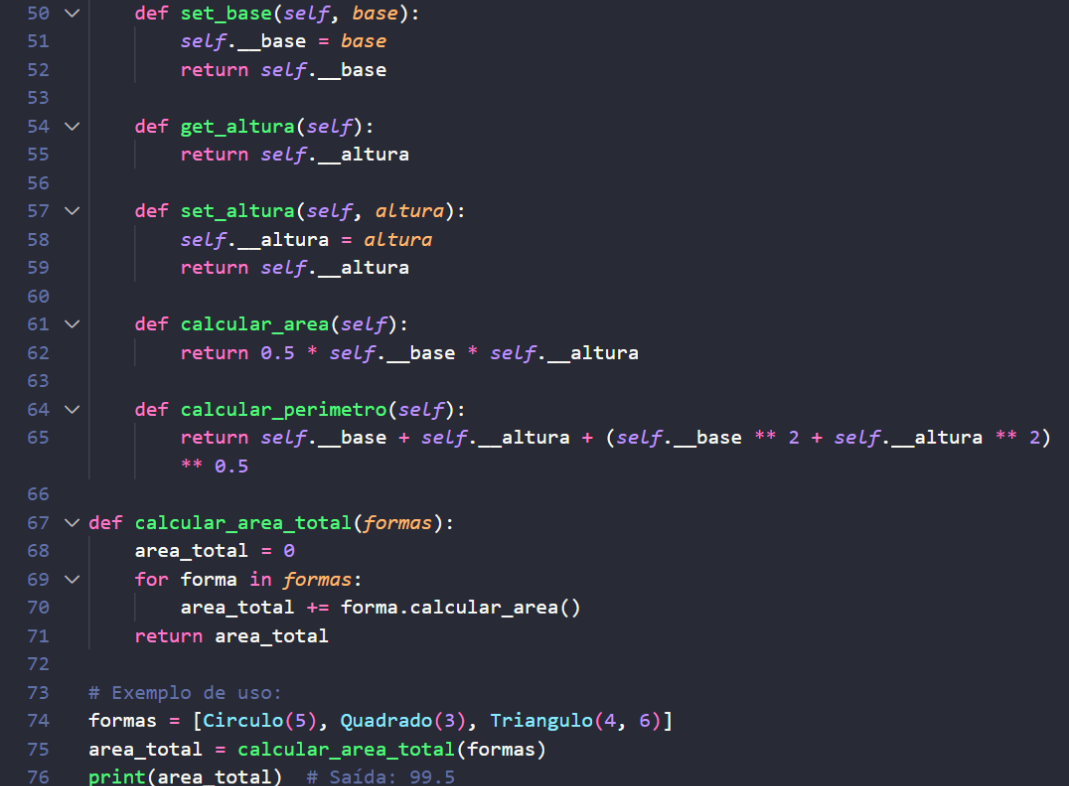 50 def set_base(self, base):
51 self.__base = base
52 return self.__base
53
54 def get_altura(self):
55 return self.__altura
56
57 def set_altura(self, altura):
58 self.__altura = altura
59 return self.__altura
60
61 def calcular_area(self):
62 return 0.5 * self.__base * self.__altura
63
64 def calcular_perimetro(self):
65 return self.__base + self.__altura + (self.__base ** 2 + self.__altura ** 2)
** 0.5
66
67 def calcular_area_total(formas):
68 area_total = 0
69 for forma in formas:
70 area_total += forma.calcular_area()
71 return area_total
72
73 # Exemplo de uso:
74 formas = [Circulo(5), Quadrado(3), Triangulo(4, 6)]
75 area_total = calcular_area_total(formas)
76 print(area_total) # Saída: 99.5